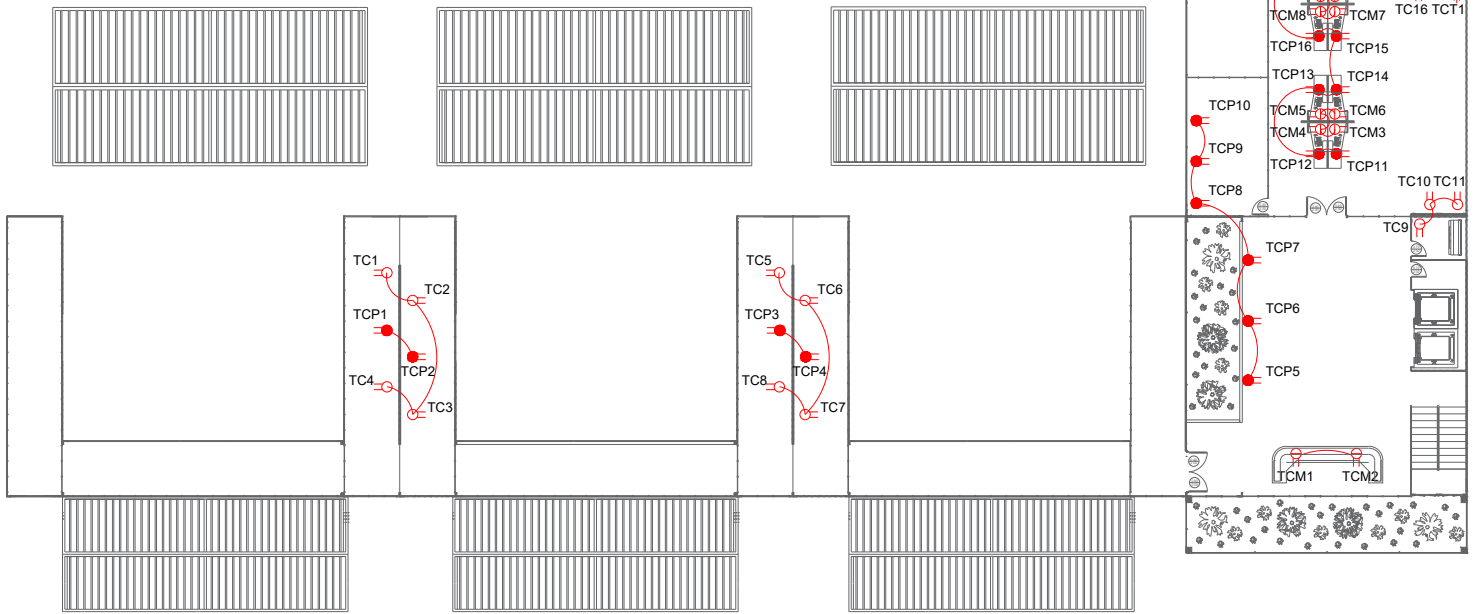 TC16 TCT1
TCM8 TCM7
TCP16 TCP15
TCP13 TCP14
TCP10
TCM5 TCM6
TCM4 TCM3
TCP9
TCP12 TCP11
TCP8
TC10 TC11
TC9
TC1
TC5
TCP7
TC2
TC6
TCP1
TCP3
TCP6
TCP2
TCP4
TC4
TC8
TCP5
TC3
TC7
TCM1 TCM2